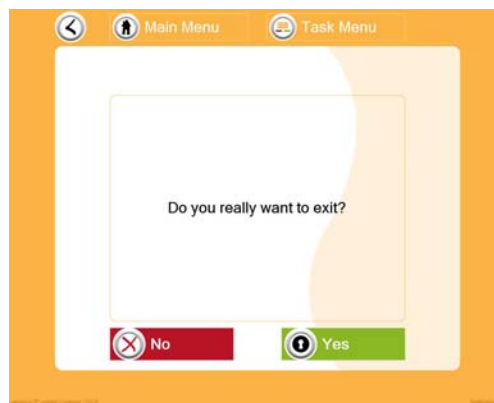 Main Menu
Task Menu
Do you really want to exit?
No
Yes